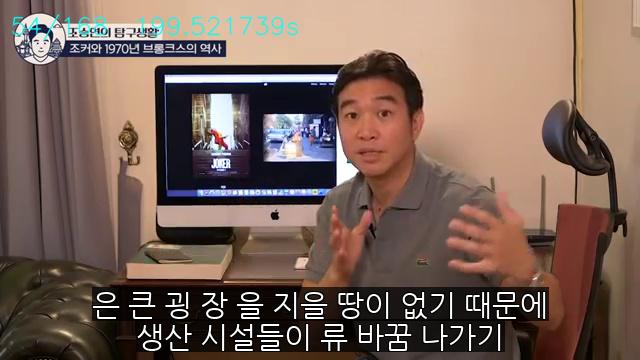 54/168 199.521739s
조승연의 탐구생활
조커와 1970년 브롱크스의 역사
JOKER
은 큰 굉 장 을 지을 땅이 없기 때문에
생산 시설들이 류 바꿈 나가기